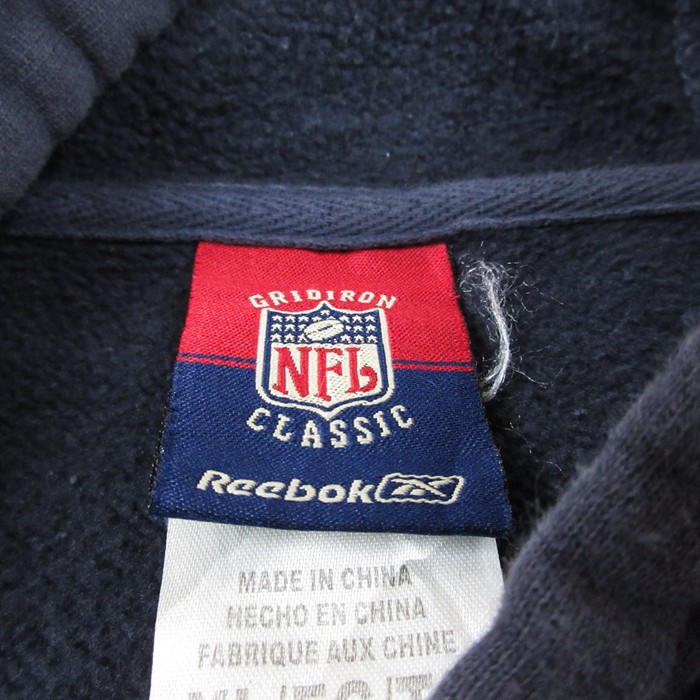 GRIDIRON
NFL
CLASSIC
Reebok
MADE IN CHINA
HECHO EN CHINA
FABRIQUE AUX CHINE